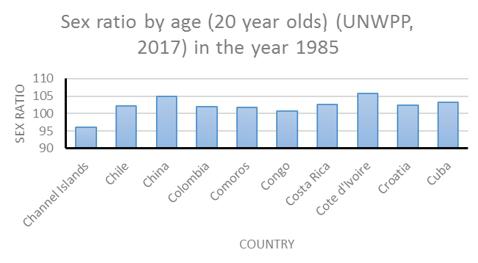 Sex ratio by age (20 year olds) (UNWPP,
2017) in the year 1985
SEX RATIO
110
105
100
95
90
Channel Islands
Chile
China
Colombia
Comoros
Congo
Costa Rica
Cote d'Ivoire
Croatia
Cuba
COUNTRY